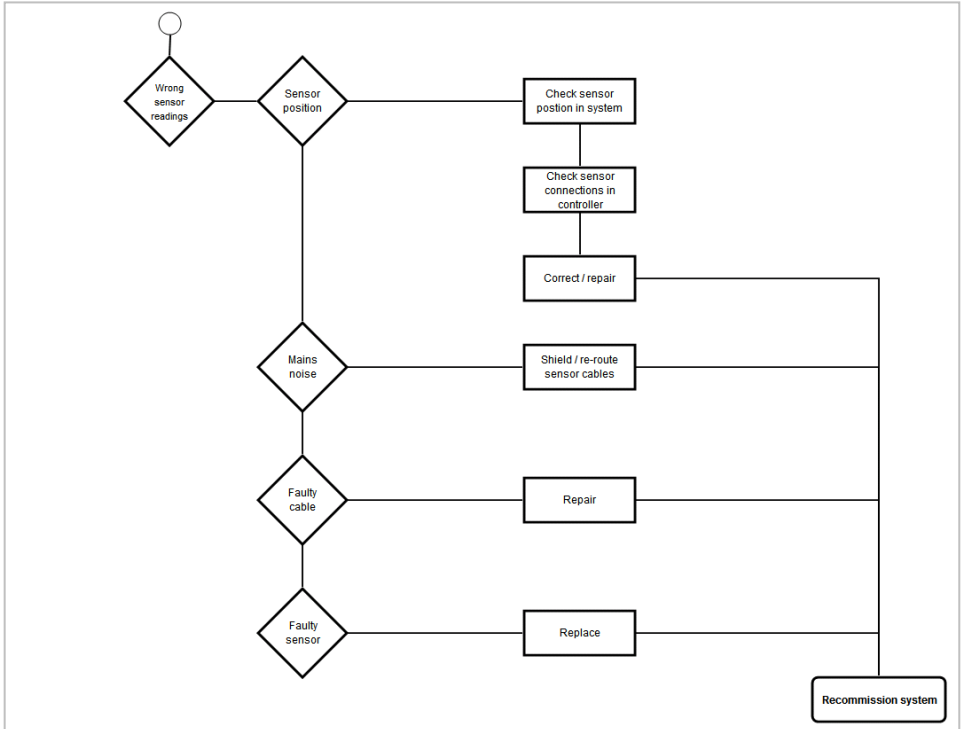 Wrong
sensor
readings
Sensor
position
Check sensor
postion in system
Check sensor
connections in
controller
Correct / repair
Mains
noise
Shield / re-route
sensor cables
Faulty
cable
Repair
Faulty
sensor
Replace
Recommission system